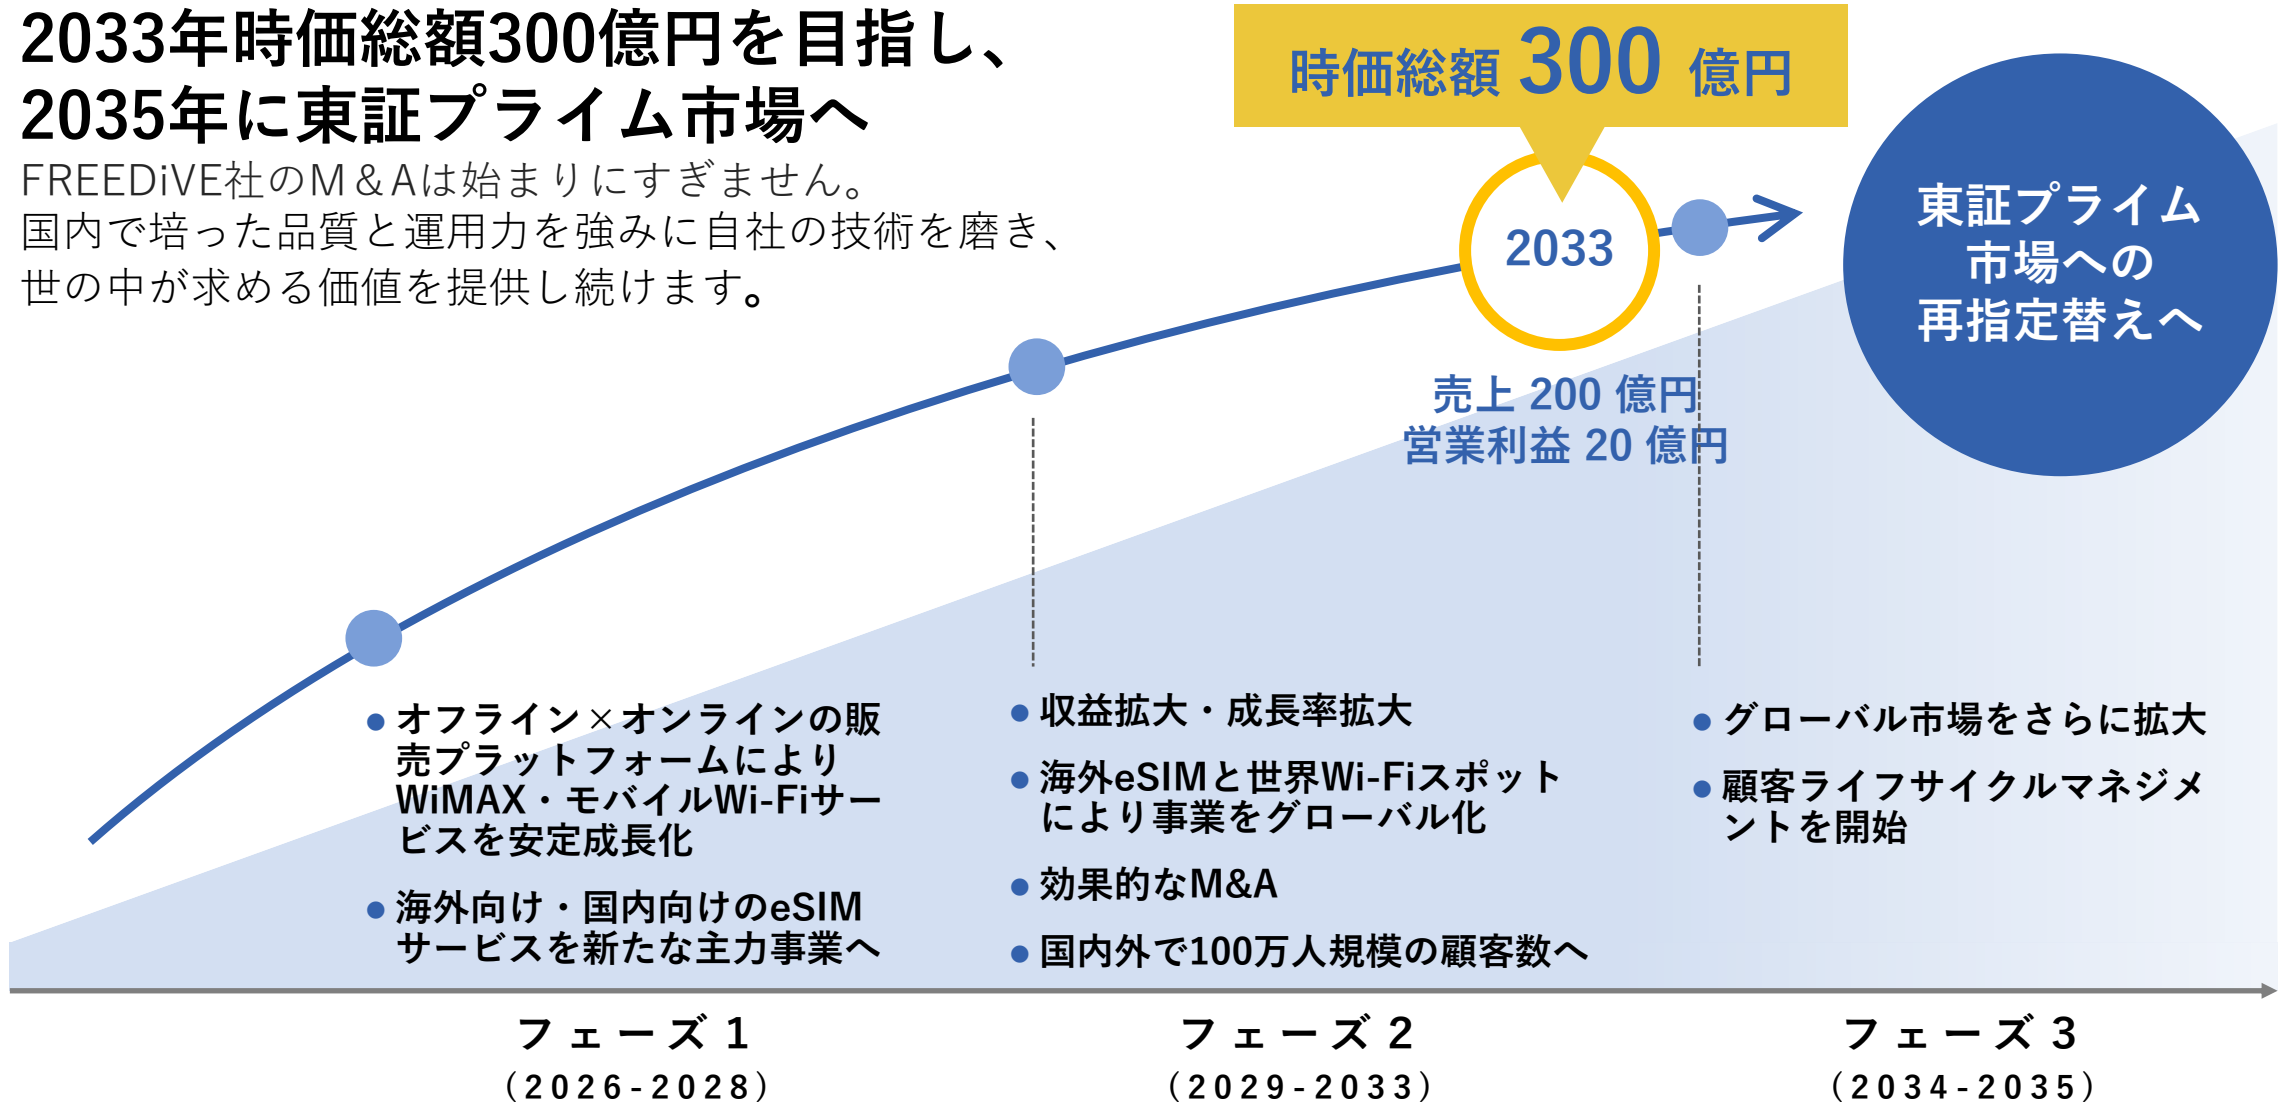 2033年時価総額300億円を目指し、
2035年に東証プライム市場へ
FREEDiVE社のM＆Aは始まりにすぎません。
国内で培った品質と運用力を強みに自社の技術を磨き、
世の中が求める価値を提供し続けます。
時価総額 300 億円
2033
売上 200 億円
営業利益 20 億円
東証プライム
市場への
再指定替えへ
● オフライン×オンラインの販
売プラットフォームにより
WiMAX・モバイルWi-Fiサー
ビスを安定成長化
● 海外向け・国内向けのeSIM
サービスを新たな主力事業へ
● 収益拡大・成長率拡大
● 海外eSIMと世界Wi-Fiスポット
により事業をグローバル化
● 効果的なM&A
● 国内外で100万人規模の顧客数へ
● グローバル市場をさらに拡大
● 顧客ライフサイクルマネジメ
ントを開始
フェーズ1
（2026-2028）
フェーズ2
（2029-2033）
フェーズ3
（2034-2035）